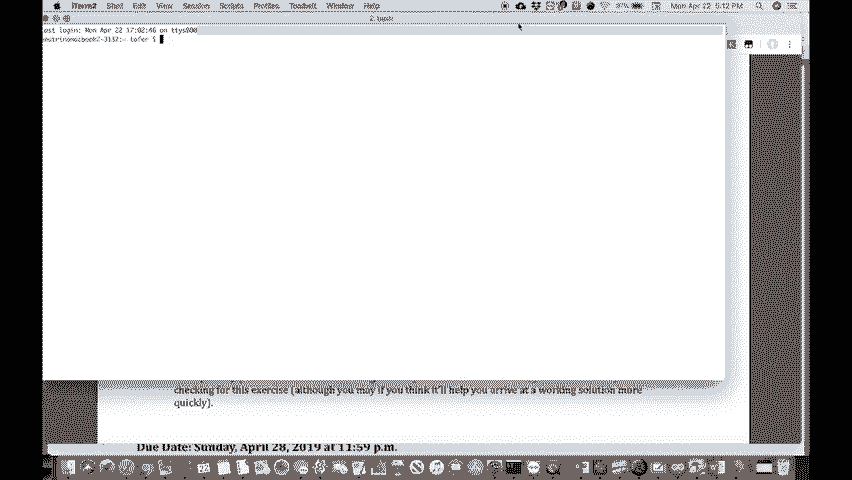 iTerm2 Shell Edit View Session Scripts Profiles Toolbelt Window Help 97% Mon Apr 22 5:12 PM
2. bash
Last login: Mon Apr 22 17:02:46 on ttys000
checking for this exercise (although you may if you think it'll help you arrive at a working solution more
quickly).
Due Date: Sunday, April 28, 2019 at 11:59 p.m.